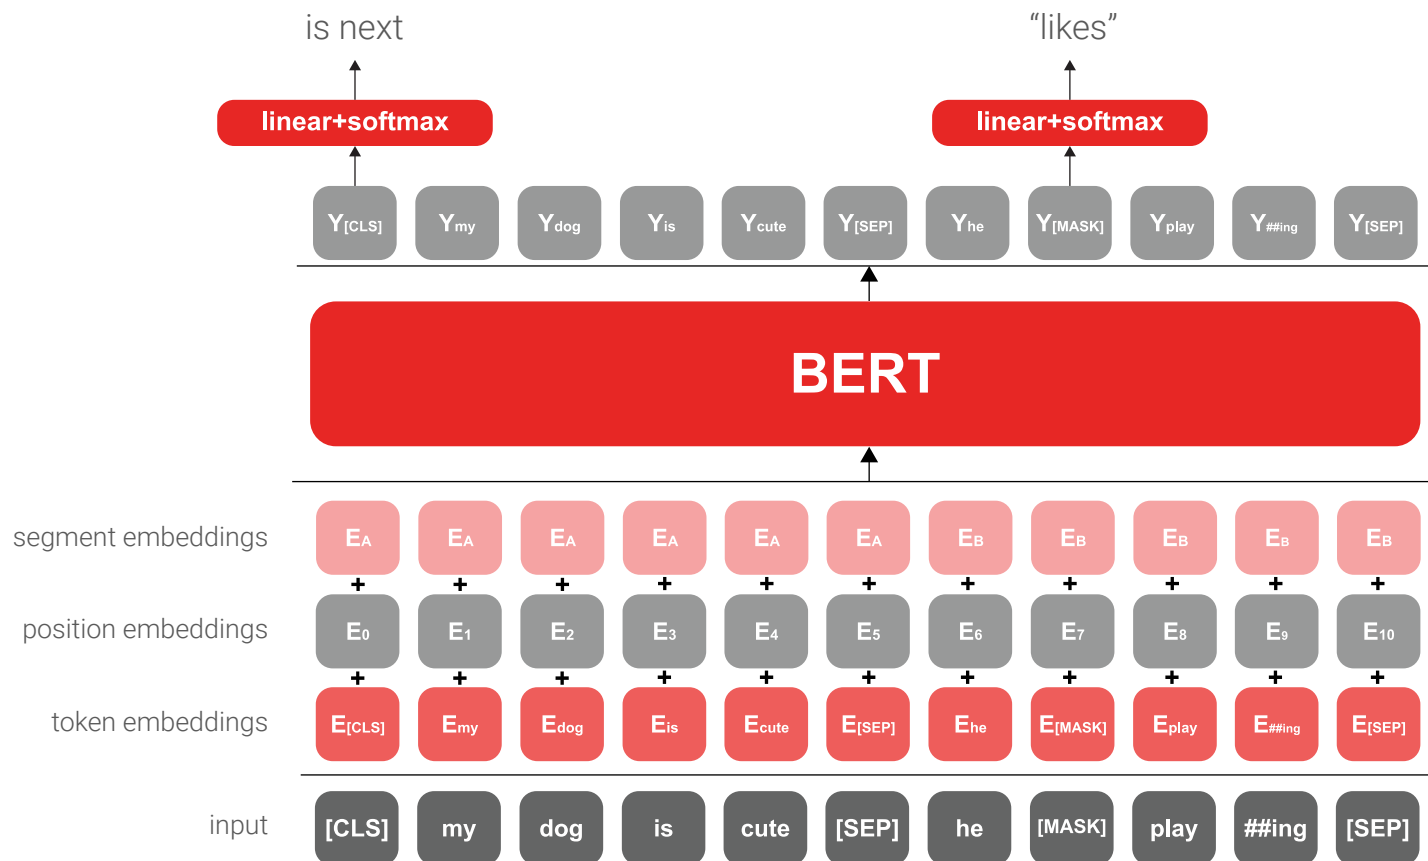 is next “likes”
linear+softmax linear+softmax
Y[CLS] Ymy Ydog Yis Ycute Y[SEP] Yhe Y[MASK] Yplay Y##ing Y[SEP]
BERT
segment embeddings EA EA EA EA EA EA EB EB EB EB EB
+ + + + + + + + + + +
position embeddings E0 E1 E2 E3 E4 E5 E6 E7 E8 E9 E10
+ + + + + + + + + + +
token embeddings E[CLS] Emy Edog Eis Ecute E[SEP] Ehe E[MASK] Eplay E##ing E[SEP]
input [CLS] my dog is cute [SEP] he [MASK] play ##ing [SEP]